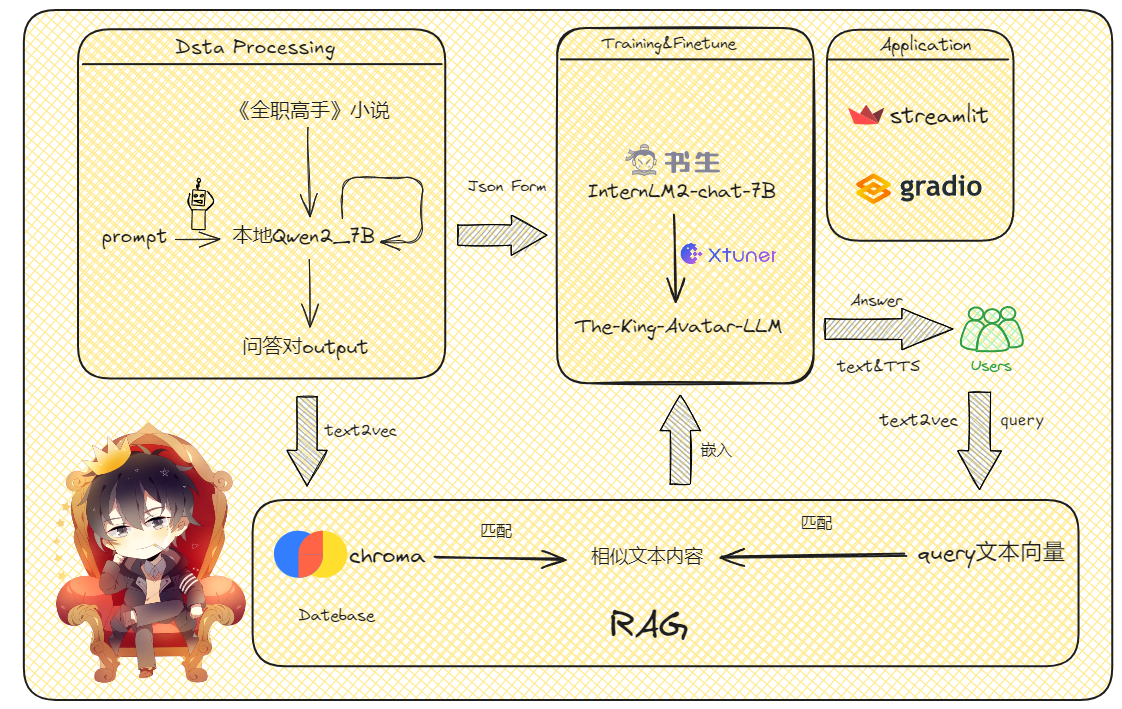 Dsta Processing
《全职高手》小说
prompt
本地Qwen2_7B
问答对output
Json Form
Training&Finetune
书生
InternLM2-chat-7B
Xtuner
The-King-Avatar-LLM
Application
streamlit
gradio
Answer
text&TTS
Users
text2vec
嵌入
text2vec
query
chroma
匹配
相似文本内容
匹配
query文本向量
Datebase
RAG